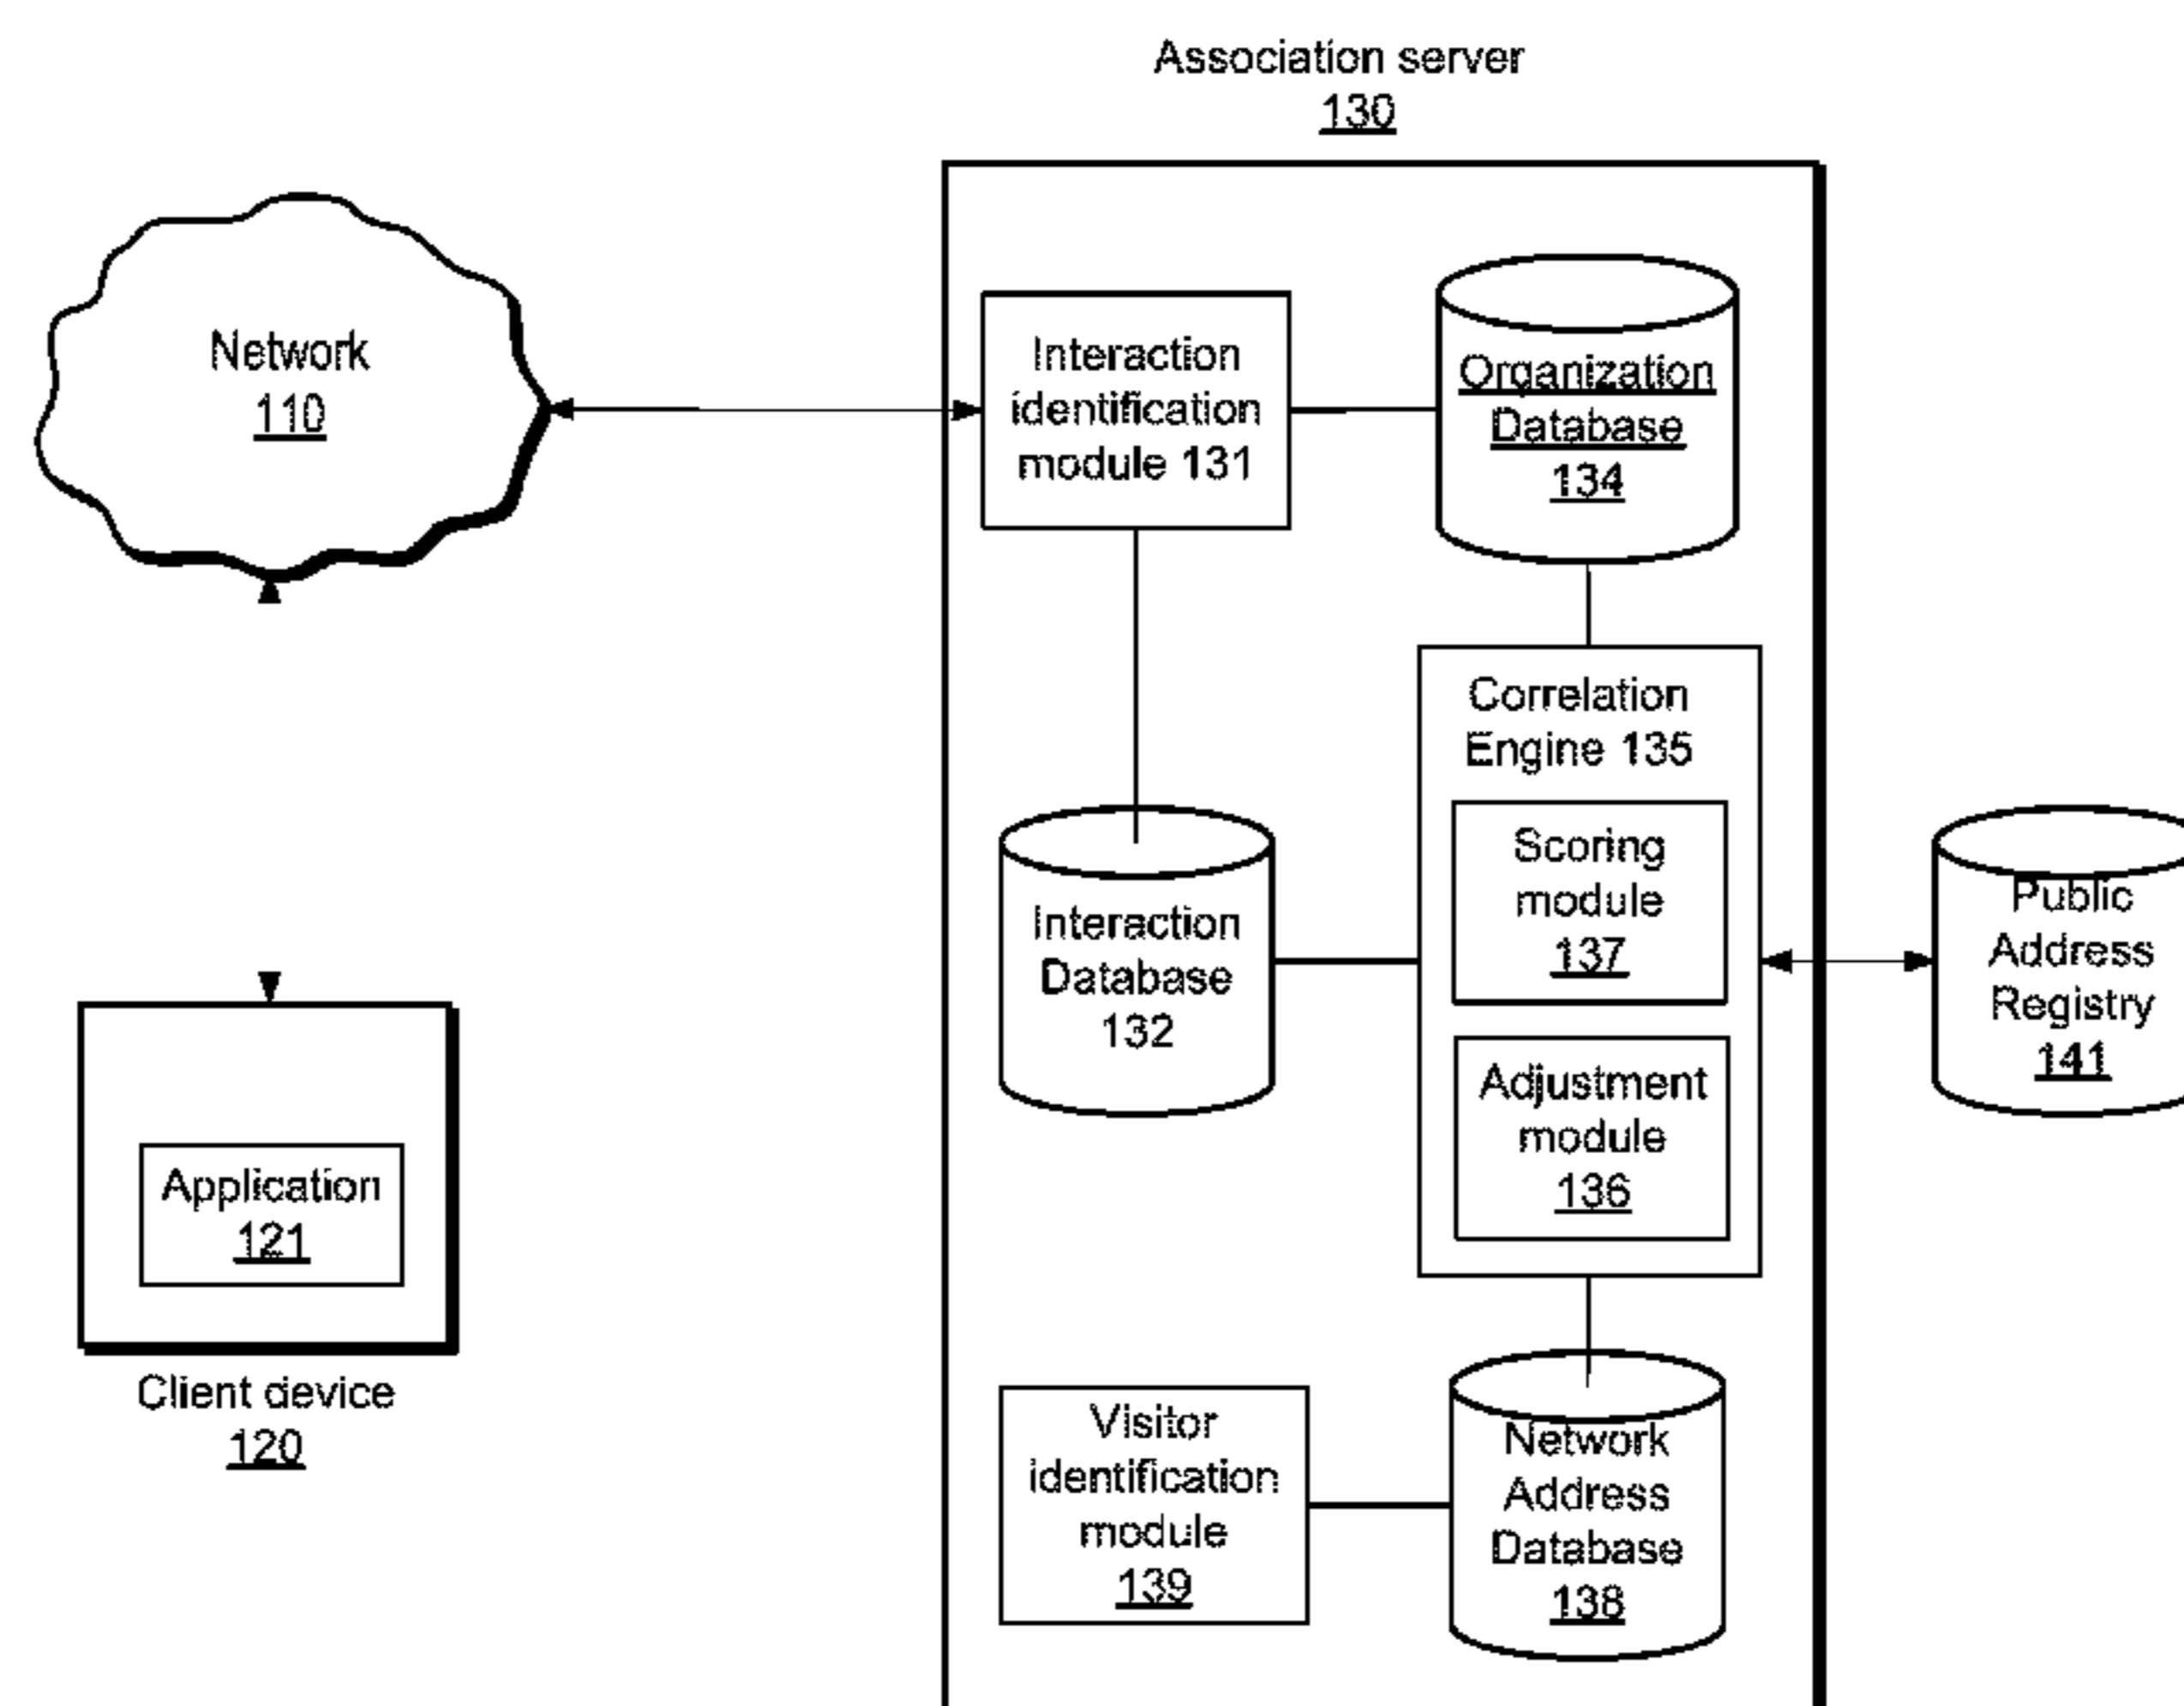 Association server
130
Network
110
Interaction
identification
module 131
Organization
Database
134
Correlation
Engine 135
Scoring
module
137
Adjustment
module
136
Interaction
Database
132
Public
Address
Registry
141
Application
121
Client device
120
Visitor
identification
module
139
Network
Address
Database
138